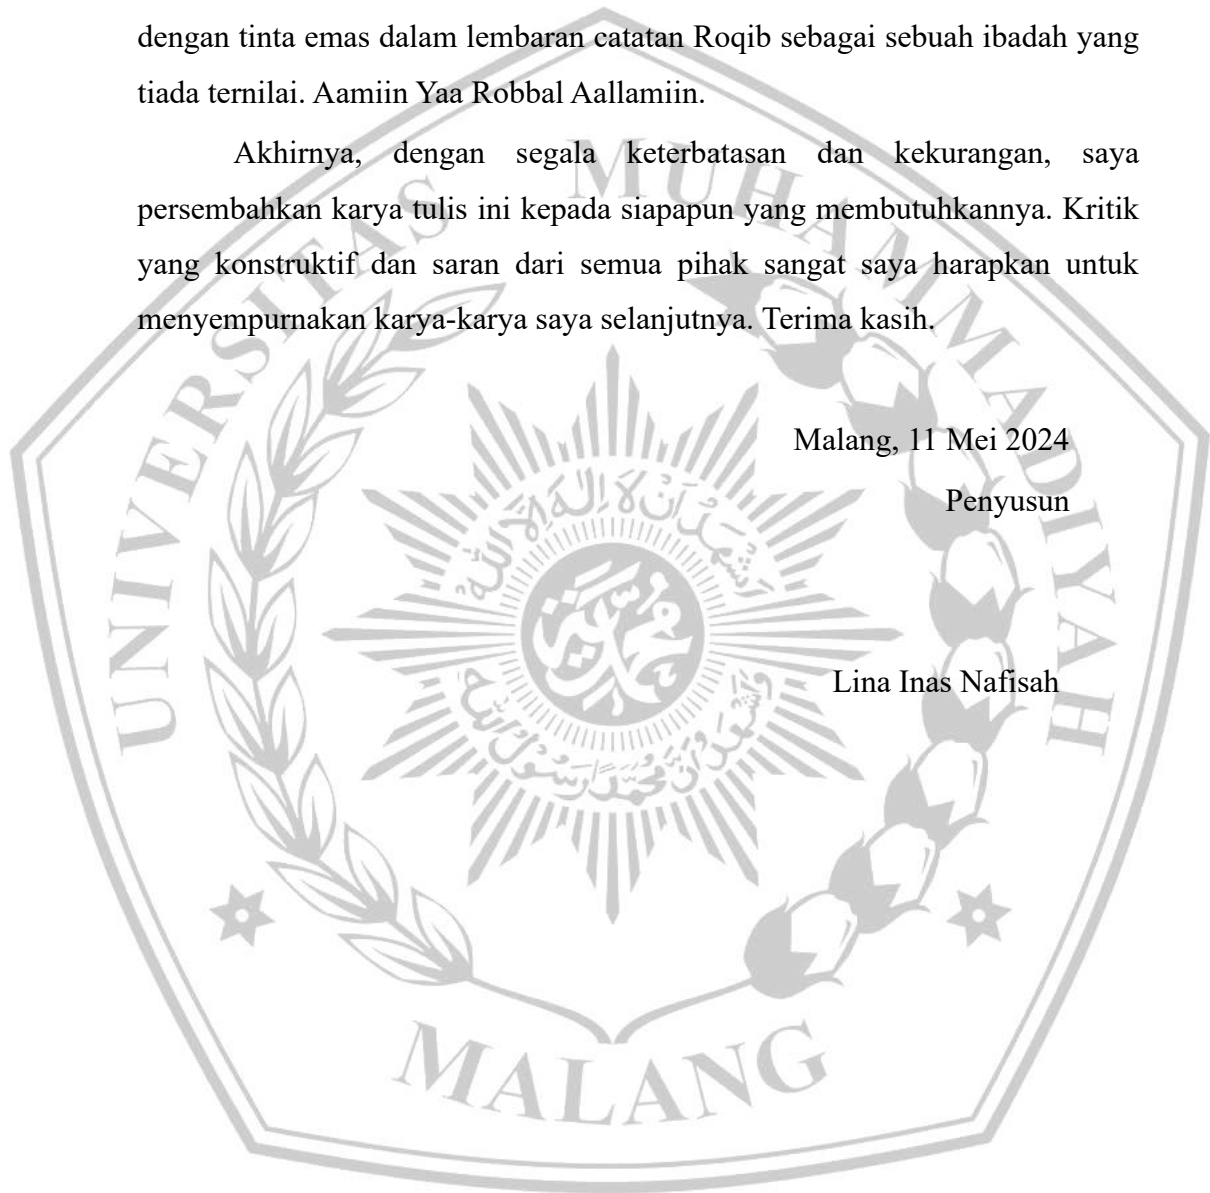 dengan tinta emas dalam lembaran catatan Roqib sebagai sebuah ibadah yang
tiada ternilai. Aamiin Yaa Robbal Aallamiin.
Akhirnya, dengan segala keterbatasan dan kekurangan, saya
persembahkan karya tulis ini kepada siapapun yang membutuhkannya. Kritik
yang konstruktif dan saran dari semua pihak sangat saya harapkan untuk
menyempurnakan karya-karya saya selanjutnya. Terima kasih.
Malang, 11 Mei 2024
Penyusun
Lina Inas Nafisah
UNIVERSITAS MUHAMMADIYAH
MALANG